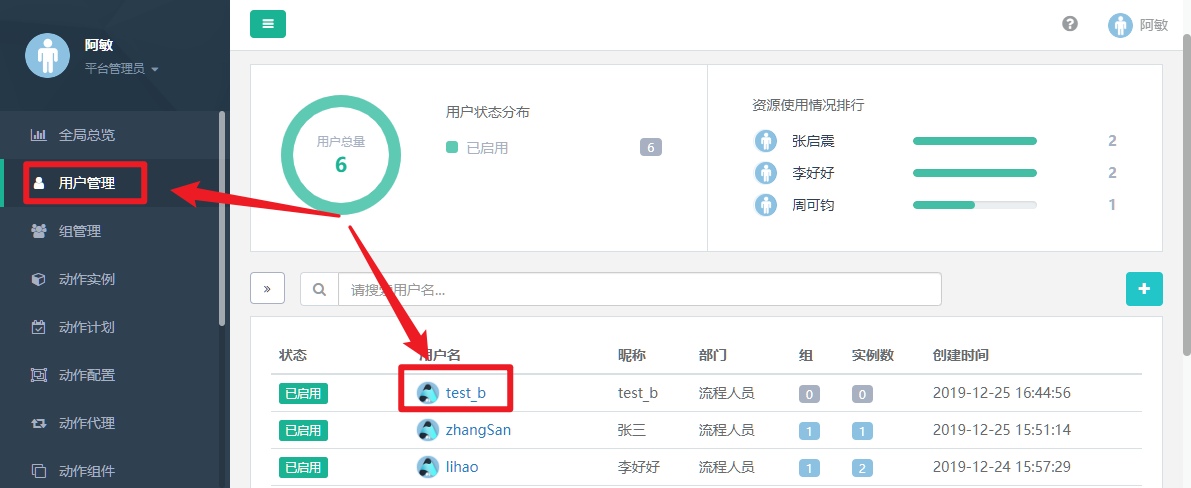 阿敏
平台管理员
全局总览
用户管理
组管理
动作实例
动作计划
动作配置
动作代理
动作组件
阿敏
用户总量
6
用户状态分布
已启用 6
资源使用情况排行
张启震 2
李好好 2
周可钧 1
请搜索用户名...
状态 用户名 昵称 部门 组 实例数 创建时间
已启用 test_b test_b 流程人员 0 0 2019-12-25 16:44:56
已启用 zhangSan 张三 流程人员 1 1 2019-12-25 15:51:14
已启用 lihao 李好好 流程人员 1 2 2019-12-24 15:57:29